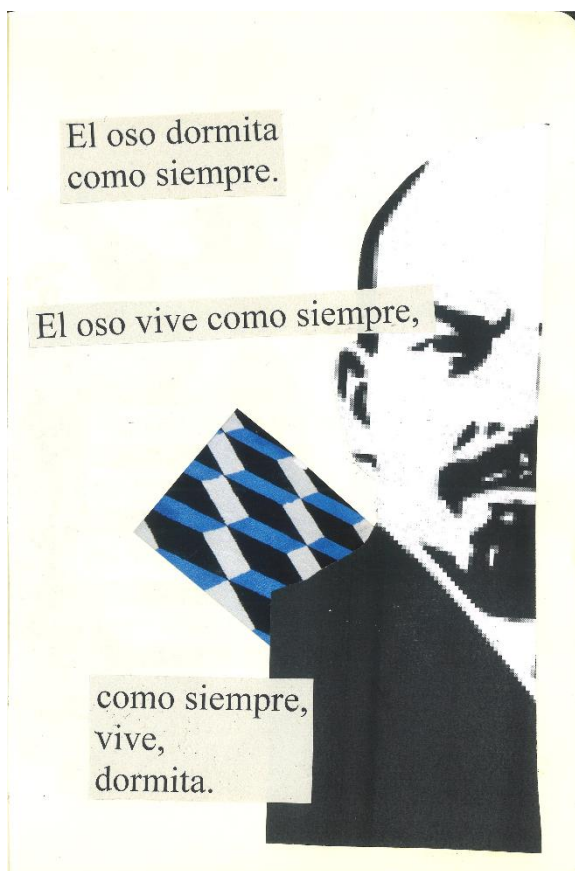 El oso dormita
como siempre.
El oso vive como siempre,
como siempre,
vive,
dormita.